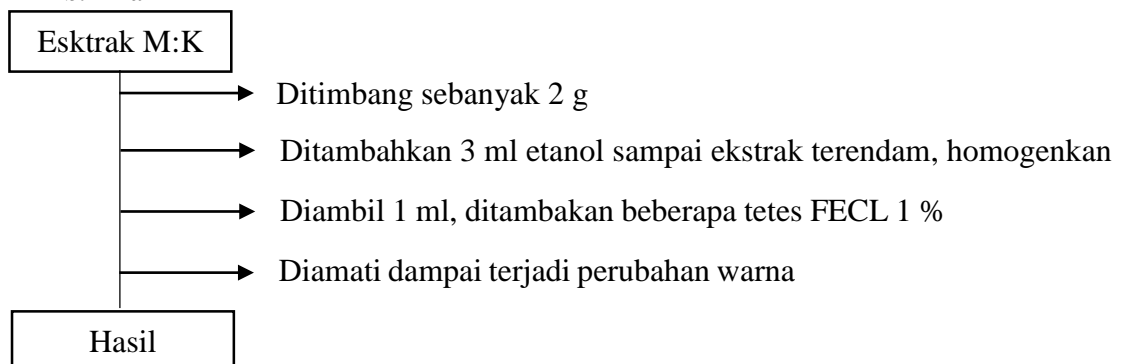 Esktrak M:K
Ditimbang sebanyak 2 g
Ditambahkan 3 ml etanol sampai ekstrak terendam, homogenkan
Diambil 1 ml, ditambakan beberapa tetes FECL 1 %
Diamati dampai terjadi perubahan warna
Hasil